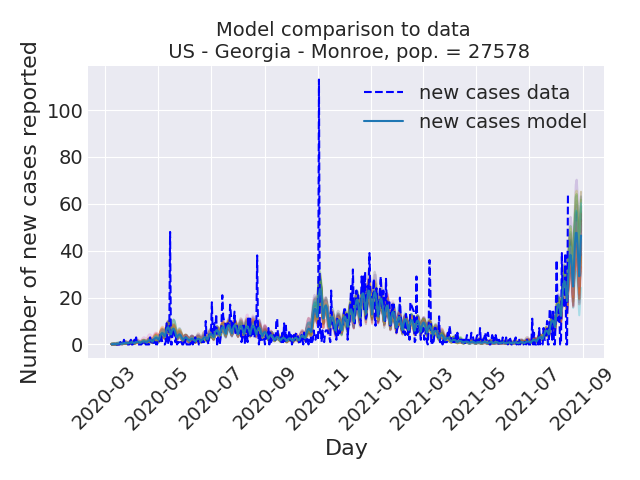 Model comparison to data
US - Georgia - Monroe, pop. = 27578
Number of new cases reported
100
80
60
40
20
0
new cases data
new cases model
2020-03
2020-05
2020-07
2020-09
2020-11
2021-01
2021-03
2021-05
2021-07
2021-09
Day